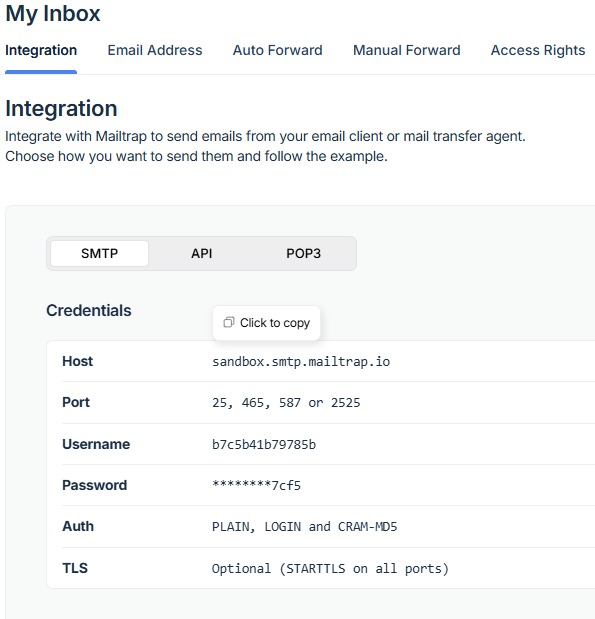 My Inbox
Integration Email Address Auto Forward Manual Forward Access Rights
Integration
Integrate with Mailtrap to send emails from your email client or mail transfer agent.
Choose how you want to send them and follow the example.
SMTP API POP3
Credentials
Click to copy
Host sandbox.smtp.mailtrap.io
Port 25, 465, 587 or 2525
Username b7c5b41b79785b
Password ********7cf5
Auth PLAIN, LOGIN and CRAM-MD5
TLS Optional (STARTTLS on all ports)